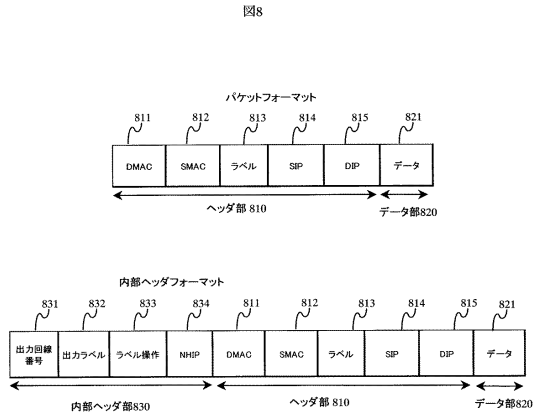 図8
パケットフォーマット
811 812 813 814 815 821
DMAC SMAC ラベル SIP DIP データ
ヘッダ部 810 データ部820
内部ヘッダフォーマット
831 832 833 834 811 812 813 814 815 821
出力回線番号 出力ラベル ラベル操作 NHIP DMAC SMAC ラベル SIP DIP データ
内部ヘッダ部830 ヘッダ部 810 データ部820